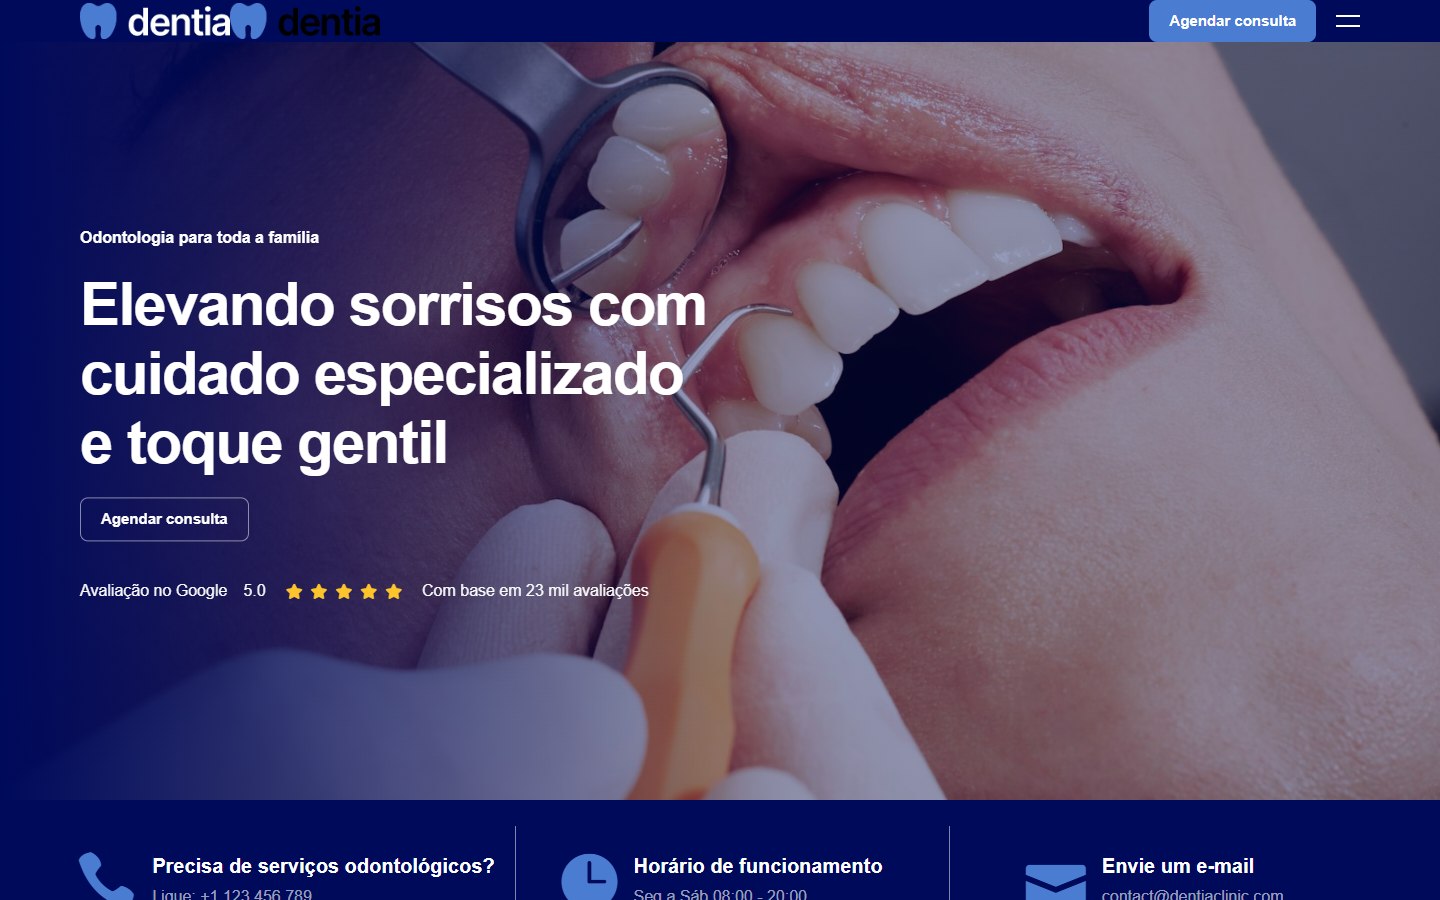 dentia dentia
Agendar consulta
Odontologia para toda a família
Elevando sorrisos com
cuidado especializado
e toque gentil
Agendar consulta
Avaliação no Google 5.0 Com base em 23 mil avaliações
Precisa de serviços odontológicos?
Ligue: +1 123 456 789
Horário de funcionamento
Seg a Sáb 08:00 - 20:00
Envie um e-mail
contact@dentiaclinic.com